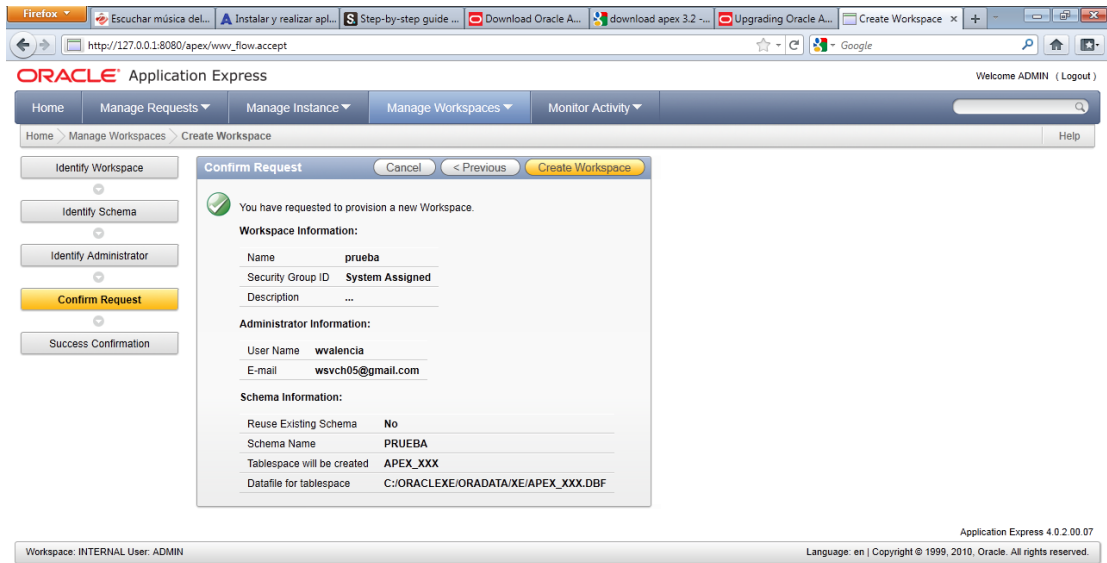 Firefox
Escuchar música del...
Instalar y realizar apl...
Step-by-step guide ...
Download Oracle A...
download apex 3.2 -...
Upgrading Oracle A...
Create Workspace
http://127.0.0.1:8080/apex/wwv_flow.accept
Google
ORACLE Application Express
Welcome ADMIN ( Logout )
Home Manage Requests Manage Instance Manage Workspaces Monitor Activity
Home Manage Workspaces Create Workspace
Help
Identify Workspace
Identify Schema
Identify Administrator
Confirm Request
Success Confirmation
Confirm Request
Cancel
< Previous
Create Workspace
You have requested to provision a new Workspace.
Workspace Information:
Name prueba
Security Group ID System Assigned
Description ...
Administrator Information:
User Name wvalencia
E-mail wsvch05@gmail.com
Schema Information:
Reuse Existing Schema No
Schema Name PRUEBA
Tablespace will be created APEX_XXX
Datafile for tablespace C:/ORACLEXE/ORADATA/XE/APEX_XXX.DBF
Application Express 4.0.2.00.07
Workspace: INTERNAL User: ADMIN
Language: en | Copyright © 1999, 2010, Oracle. All rights reserved.